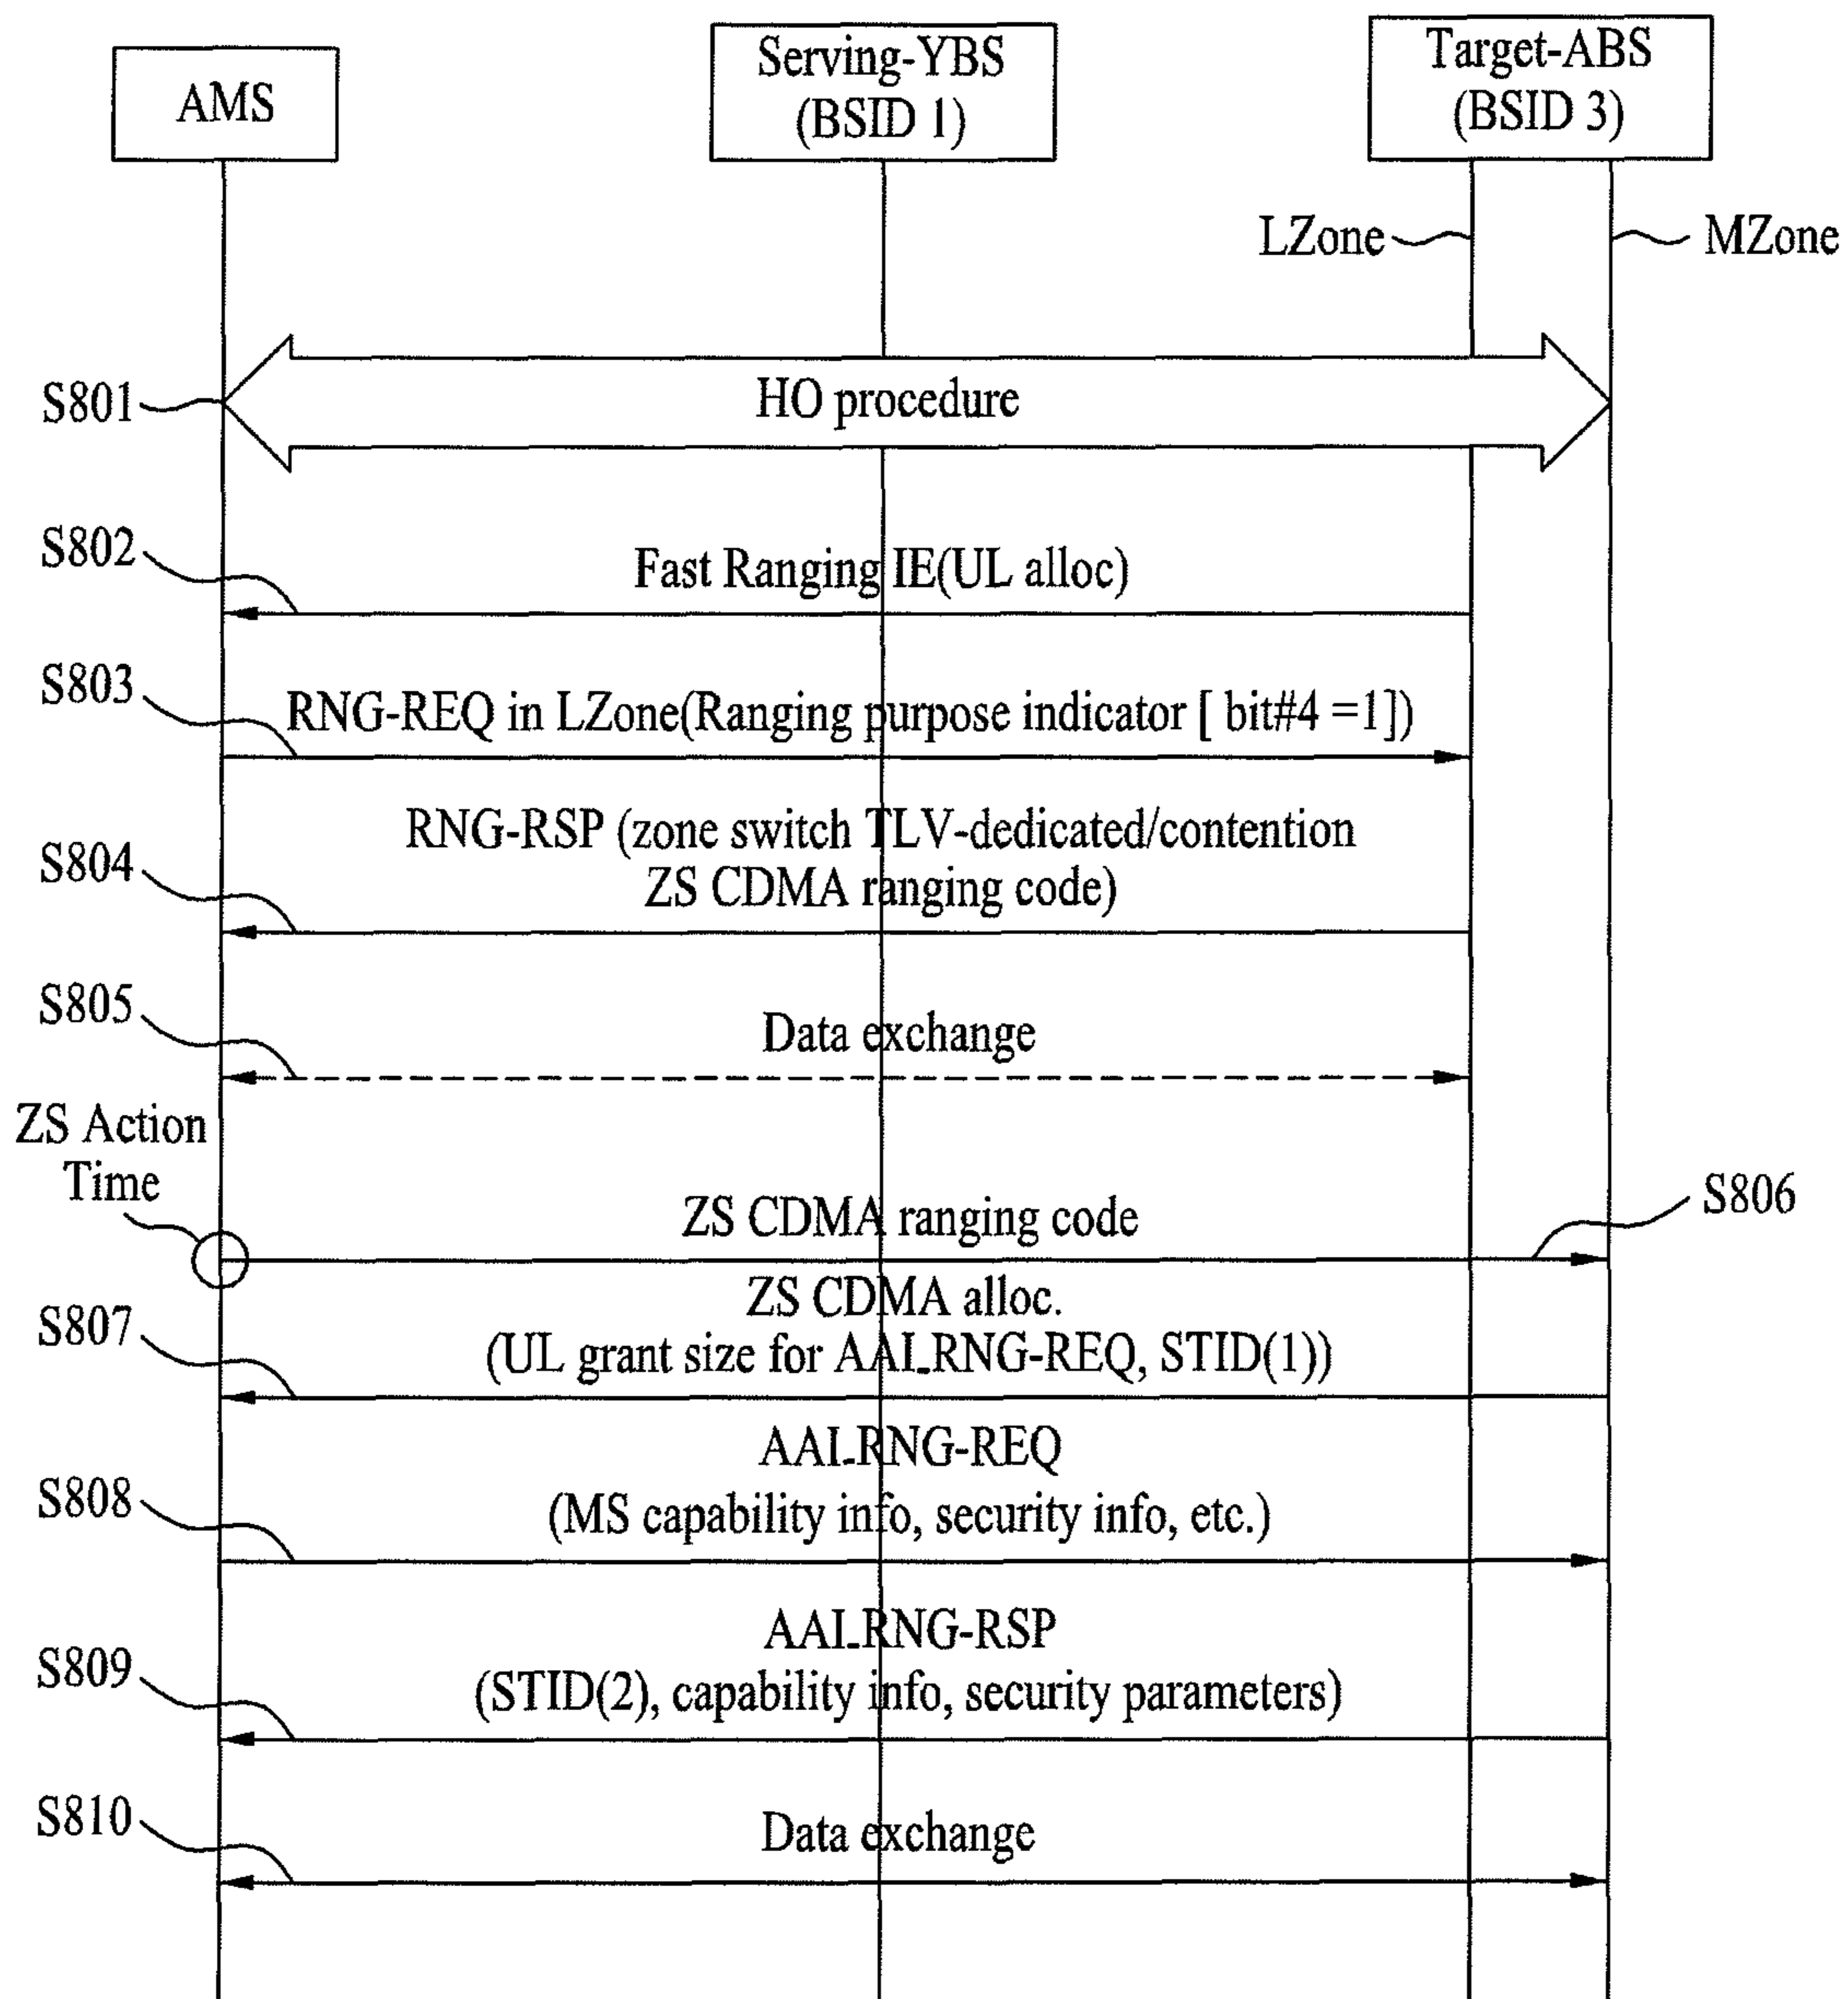 AMS
Serving-YBS
(BSID 1)
Target-ABS
(BSID 3)
LZone
MZone
S801
HO procedure
S802
Fast Ranging IE(UL alloc)
S803
RNG-REQ in LZone(Ranging purpose indicator [ bit#4 =1])
S804
RNG-RSP (zone switch TLV-dedicated/contention
ZS CDMA ranging code)
S805
Data exchange
ZS Action
Time
ZS CDMA ranging code
S806
S807
ZS CDMA alloc.
(UL grant size for AAI_RNG-REQ, STID(1))
S808
AAI_RNG-REQ
(MS capability info, security info, etc.)
S809
AAI_RNG-RSP
(STID(2), capability info, security parameters)
S810
Data exchange